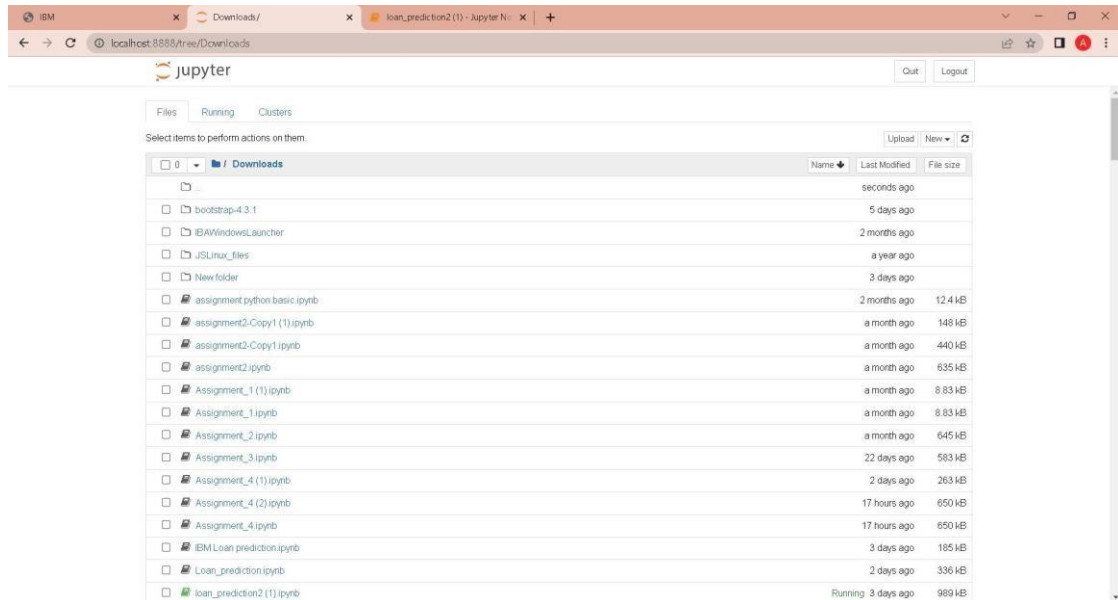 IBM
Downloads/
loan_prediction2 (1) - Jupyter N
localhost:8888/tree/Downloads
A
jupyter
Quit Logout
Files Running Clusters
Select items to perform actions on them.
Upload New
0 / Downloads Name Last Modified File size
.. seconds ago
bootstrap-4.3.1 5 days ago
IBAWindowsLauncher 2 months ago
JSLinux_files a year ago
New folder 3 days ago
assignment python basic.ipynb 2 months ago 12.4 kB
assignment2-Copy1 (1).ipynb a month ago 148 kB
assignment2-Copy1.ipynb a month ago 440 kB
assignment2.ipynb a month ago 635 kB
Assignment_1 (1).ipynb a month ago 8.83 kB
Assignment_1.ipynb a month ago 8.83 kB
Assignment_2.ipynb a month ago 645 kB
Assignment_3.ipynb 22 days ago 583 kB
Assignment_4 (1).ipynb 2 days ago 263 kB
Assignment_4 (2).ipynb 17 hours ago 650 kB
Assignment_4.ipynb 17 hours ago 650 kB
IBM Loan prediction.ipynb 3 days ago 185 kB
Loan_prediction.ipynb 2 days ago 336 kB
loan_prediction2 (1).ipynb Running 3 days ago 989 kB